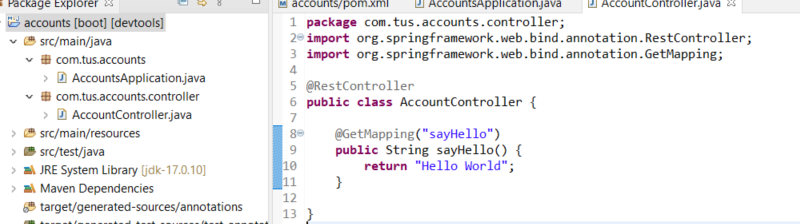 Package Explorer
accounts [boot] [devtools]
src/main/java
com.tus.accounts
AccountsApplication.java
com.tus.accounts.controller
AccountController.java
src/main/resources
src/test/java
JRE System Library [jdk-17.0.10]
Maven Dependencies
target/generated-sources/annotations
accounts/pom.xml
AccountsApplication.java
AccountController.java
1 package com.tus.accounts.controller;
2 import org.springframework.web.bind.annotation.RestController;
3 import org.springframework.web.bind.annotation.GetMapping;
4
5 @RestController
6 public class AccountController {
7
8 @GetMapping("sayHello")
9 public String sayHello() {
10 return "Hello World";
11 }
12
13 }